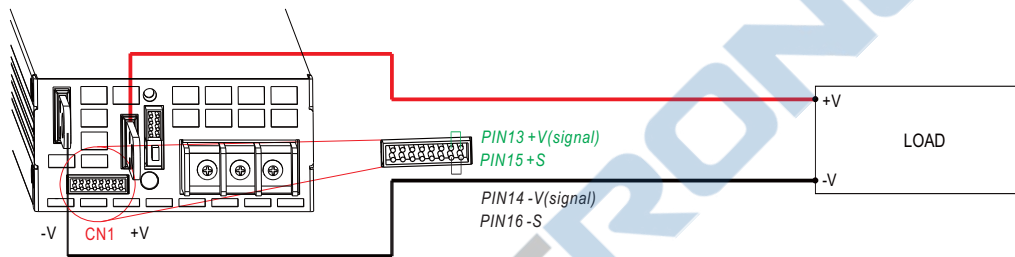 PIN13 +V(signal)
PIN15 +S
PIN14 -V(signal)
PIN16 -S
+V
LOAD
-V
-V
CN1
+V